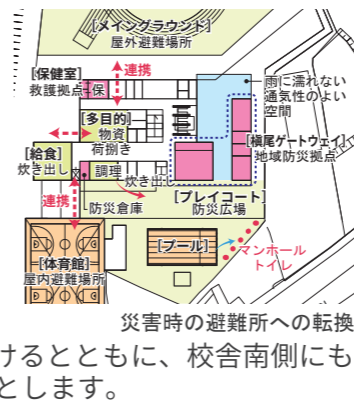 [メイングラウンド]
屋外避難場所
[保健室]
救護拠点
保
連携
雨に濡れない
通気性のよい
空間
[多目的]
物資
荷捌き
[槇尾ゲートウェイ]
地域防災拠点
[給食]
炊き出し
調理
炊き出
連携
防災倉庫
[プレイコート]
防災広場
[プール]
マンホール
トイレ
[体育館]
屋内避難場所
災害時の避難所への転換
けるとともに、校舎南側にも
とします。